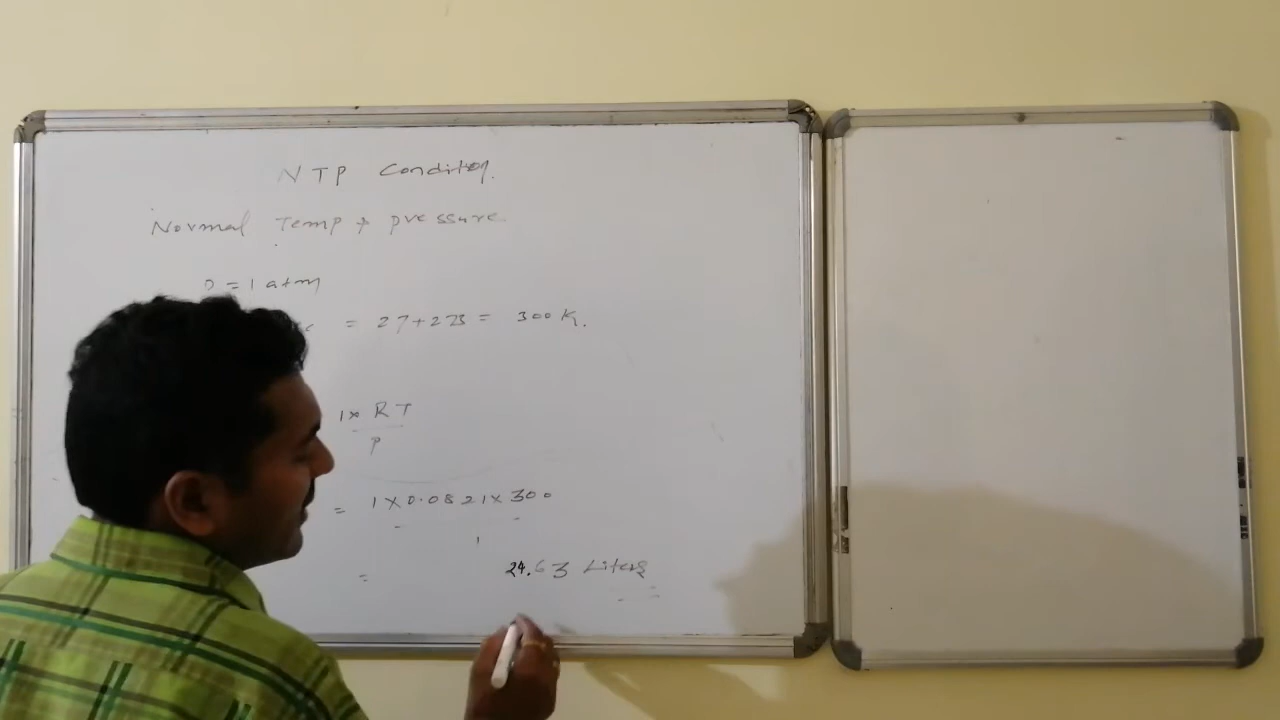 NTP Condition.
Normal Temp + pressure
P = 1 atm
= 27+273 = 300 K.
1× RT
P
= 1×0.0821×300
1
= 24.63 Liters